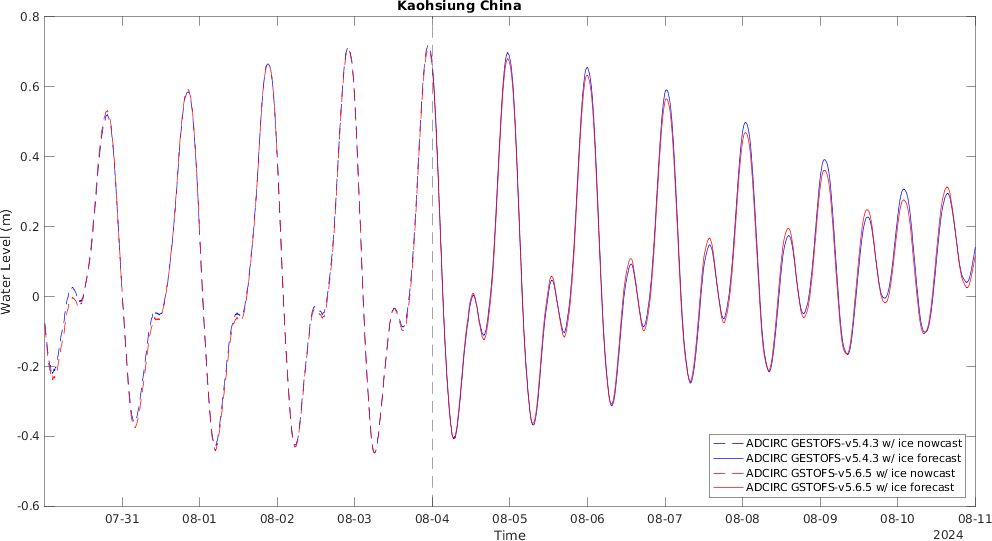 Kaohsiung China
0.8
0.6
0.4
0.2
0
-0.2
-0.4
-0.6
Water Level (m)
ADCIRC GESTOFS-v5.4.3 w/ ice nowcast
ADCIRC GESTOFS-v5.4.3 w/ ice forecast
ADCIRC GSTOFS-v5.6.5 w/ ice nowcast
ADCIRC GSTOFS-v5.6.5 w/ ice forecast
07-31 08-01 08-02 08-03 08-04 08-05 08-06 08-07 08-08 08-09 08-10 08-11
Time
2024